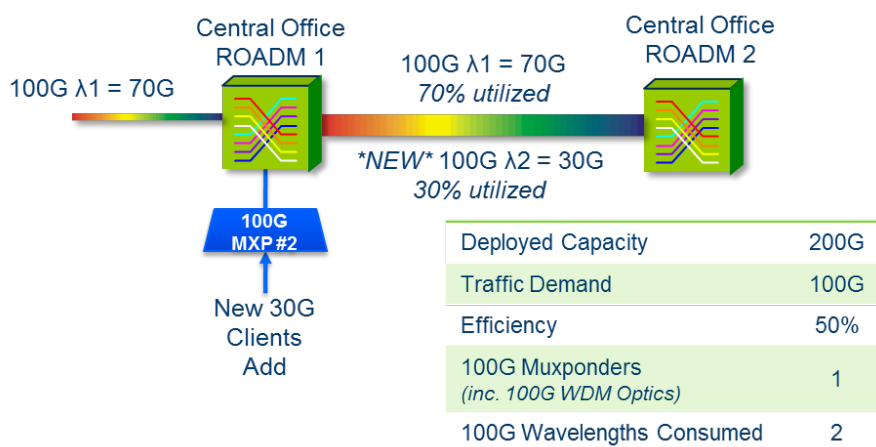 Central Office
ROADM 1
Central Office
ROADM 2
100G λ1 = 70G
100G λ1 = 70G
70% utilized
*NEW* 100G λ2 = 30G
30% utilized
100G
MXP #2
New 30G
Clients
Add
Deployed Capacity 200G
Traffic Demand 100G
Efficiency 50%
100G Muxponders
(inc. 100G WDM Optics) 1
100G Wavelengths Consumed 2